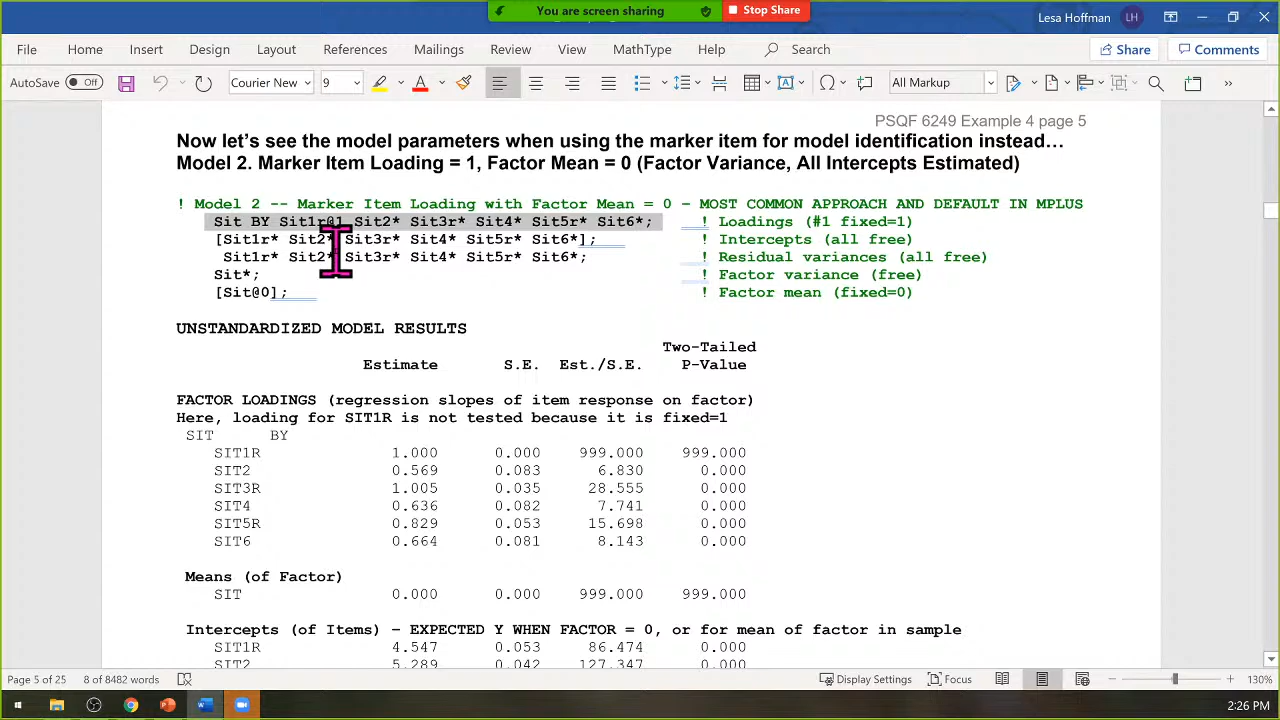 You are screen sharing
Stop Share
Lesa Hoffman LH
File Home Insert Design Layout References Mailings Review View MathType Help Search Share Comments
AutoSave Off Courier New 9 All Markup
PSQF 6249 Example 4 page 5
Now let's see the model parameters when using the marker item for model identification instead…
Model 2. Marker Item Loading = 1, Factor Mean = 0 (Factor Variance, All Intercepts Estimated)
! Model 2 -- Marker Item Loading with Factor Mean = 0 – MOST COMMON APPROACH AND DEFAULT IN MPLUS
Sit BY Sit1r@1 Sit2* Sit3r* Sit4* Sit5r* Sit6*; ! Loadings (#1 fixed=1)
[Sit1r* Sit2* Sit3r* Sit4* Sit5r* Sit6*]; ! Intercepts (all free)
Sit1r* Sit2* Sit3r* Sit4* Sit5r* Sit6*; ! Residual variances (all free)
Sit*; ! Factor variance (free)
[Sit@0]; ! Factor mean (fixed=0)
UNSTANDARDIZED MODEL RESULTS
Two-Tailed
Estimate S.E. Est./S.E. P-Value
FACTOR LOADINGS (regression slopes of item response on factor)
Here, loading for SIT1R is not tested because it is fixed=1
SIT BY
SIT1R 1.000 0.000 999.000 999.000
SIT2 0.569 0.083 6.830 0.000
SIT3R 1.005 0.035 28.555 0.000
SIT4 0.636 0.082 7.741 0.000
SIT5R 0.829 0.053 15.698 0.000
SIT6 0.664 0.081 8.143 0.000
Means (of Factor)
SIT 0.000 0.000 999.000 999.000
Intercepts (of Items) – EXPECTED Y WHEN FACTOR = 0, or for mean of factor in sample
SIT1R 4.547 0.053 86.474 0.000
SIT2 5.289 0.042 127.347 0.000
Page 5 of 25 8 of 8482 words Display Settings Focus 130%
2:26 PM